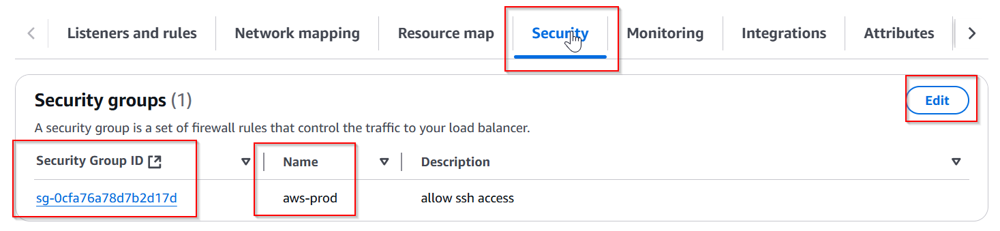 Listeners and rules Network mapping Resource map Security Monitoring Integrations Attributes
Security groups (1)
Edit
A security group is a set of firewall rules that control the traffic to your load balancer.
Security Group ID Name Description
sg-0cfa76a78d7b2d17d aws-prod allow ssh access